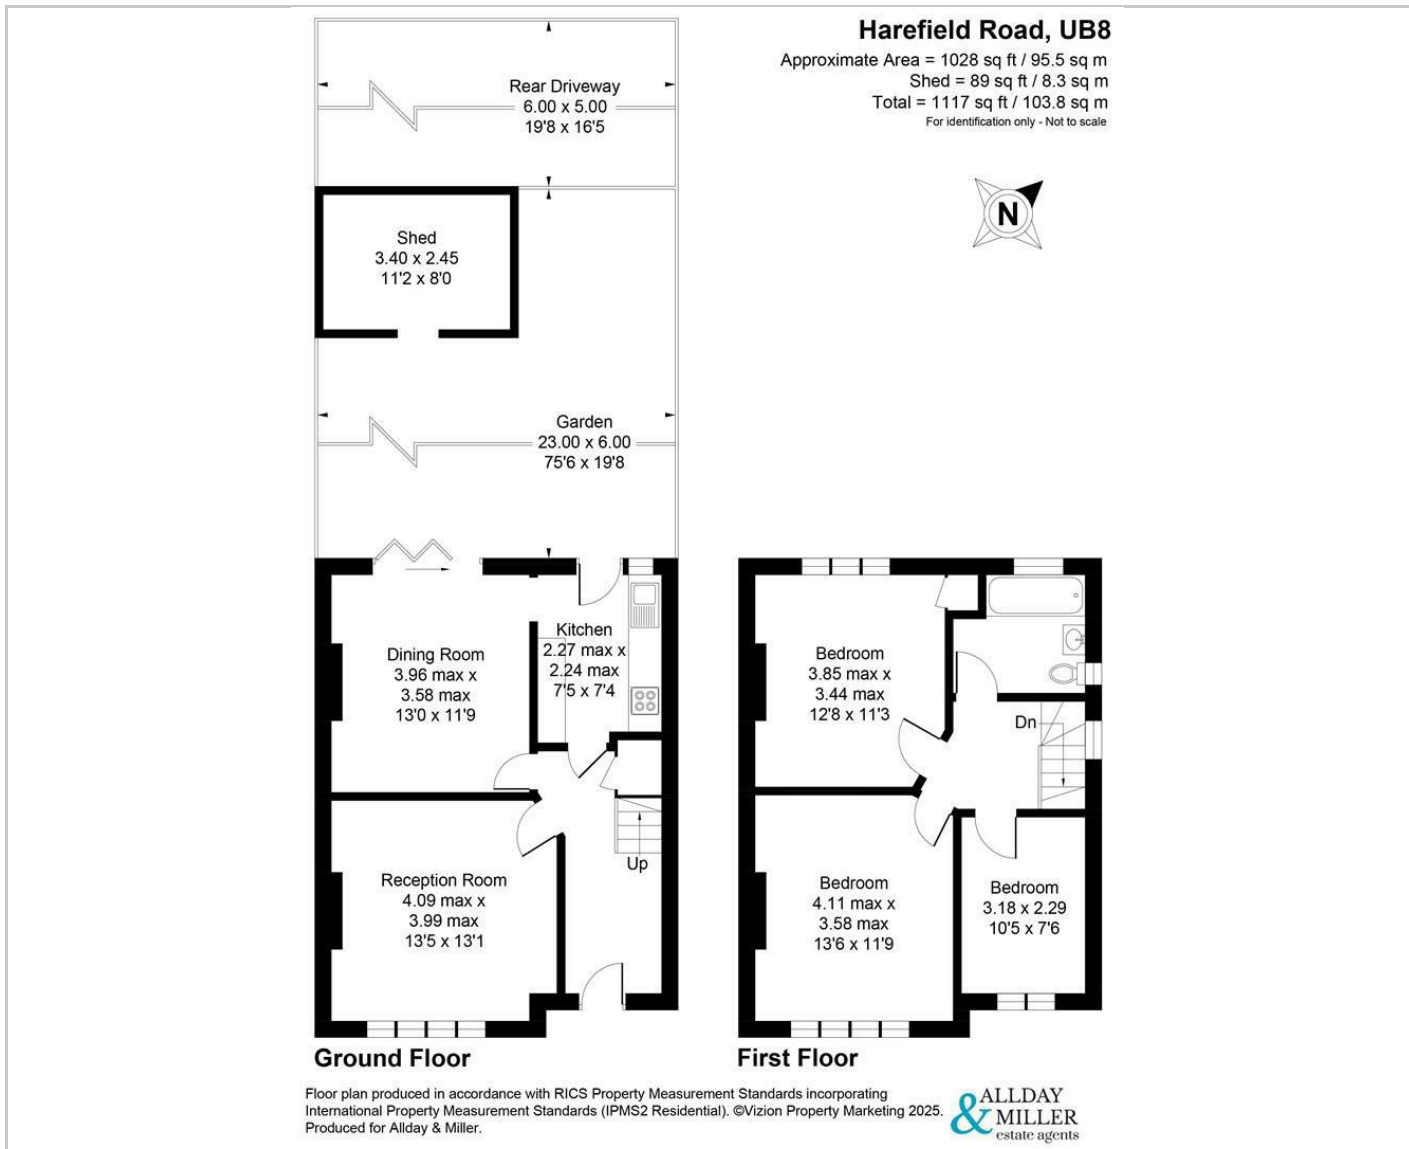 Harefield Road, UB8
Approximate Area = 1028 sq ft / 95.5 sq m
Shed = 89 sq ft / 8.3 sq m
Total = 1117 sq ft / 103.8 sq m
For identification only - Not to scale
N
Rear Driveway
6.00 x 5.00
19'8 x 16'5
Shed
3.40 x 2.45
11'2 x 8'0
Garden
23.00 x 6.00
75'6 x 19'8
Kitchen
2.27 max x
2.24 max
7'5 x 7'4
Dining Room
3.96 max x
3.58 max
13'0 x 11'9
Up
Reception Room
4.09 max x
3.99 max
13'5 x 13'1
Ground Floor
Bedroom
3.85 max x
3.44 max
12'8 x 11'3
Dn
Bedroom
4.11 max x
3.58 max
13'6 x 11'9
Bedroom
3.18 x 2.29
10'5 x 7'6
First Floor
Floor plan produced in accordance with RICS Property Measurement Standards incorporating
International Property Measurement Standards (IPMS2 Residential). ©Vizion Property Marketing 2025.
Produced for Allday & Miller.
ALLDAY
& MILLER
estate agents